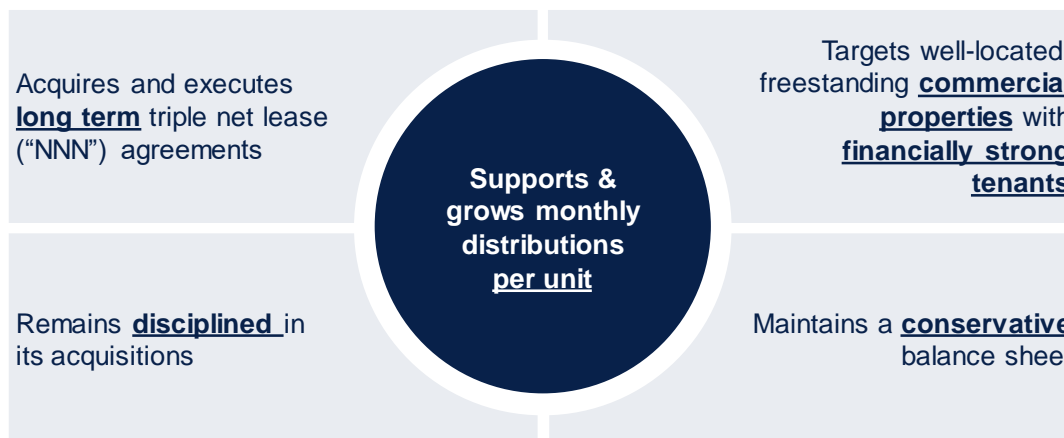 Acquires and executes
long term triple net lease
(“NNN”) agreements
Targets well-located
freestanding commercia
properties with
financially strong
tenants
Supports &
grows monthly
distributions
per unit
Remains disciplined in
its acquisitions
Maintains a conservative
balance shee